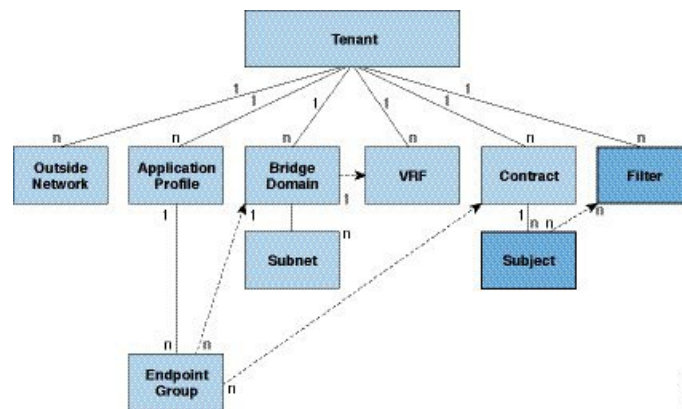 Tenant
1 1 1 1 1 1
n n n n n n
Outside
Network
Application
Profile
Bridge
Domain
VRF
Contract
Filter
1 1 1 1 n n n
Subnet
n
Subject
n n
Endpoint
Group
n